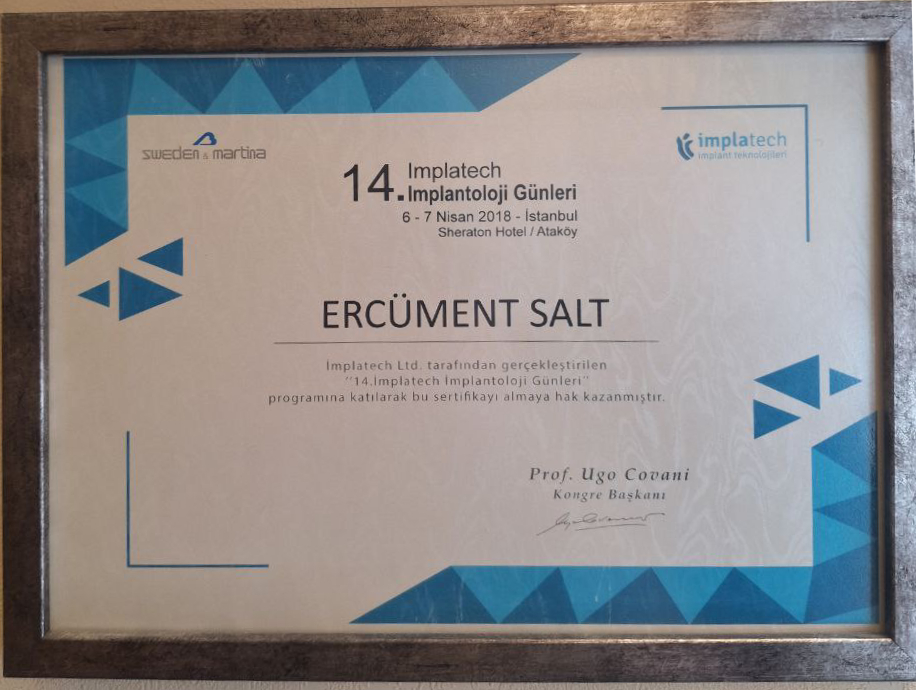 sweden & martina
implatech
implant teknolojileri
14. Implatech
Implantoloji Günleri
6 - 7 Nisan 2018 - İstanbul
Sheraton Hotel / Ataköy
ERCÜMENT SALT
İmplatech Ltd. tarafından gerçekleştirilen
"14.İmplatech İmplantoloji Günleri"
programına katılarak bu sertifikayı almaya hak kazanmıştır.
Prof. Ugo Covani
Kongre Başkanı